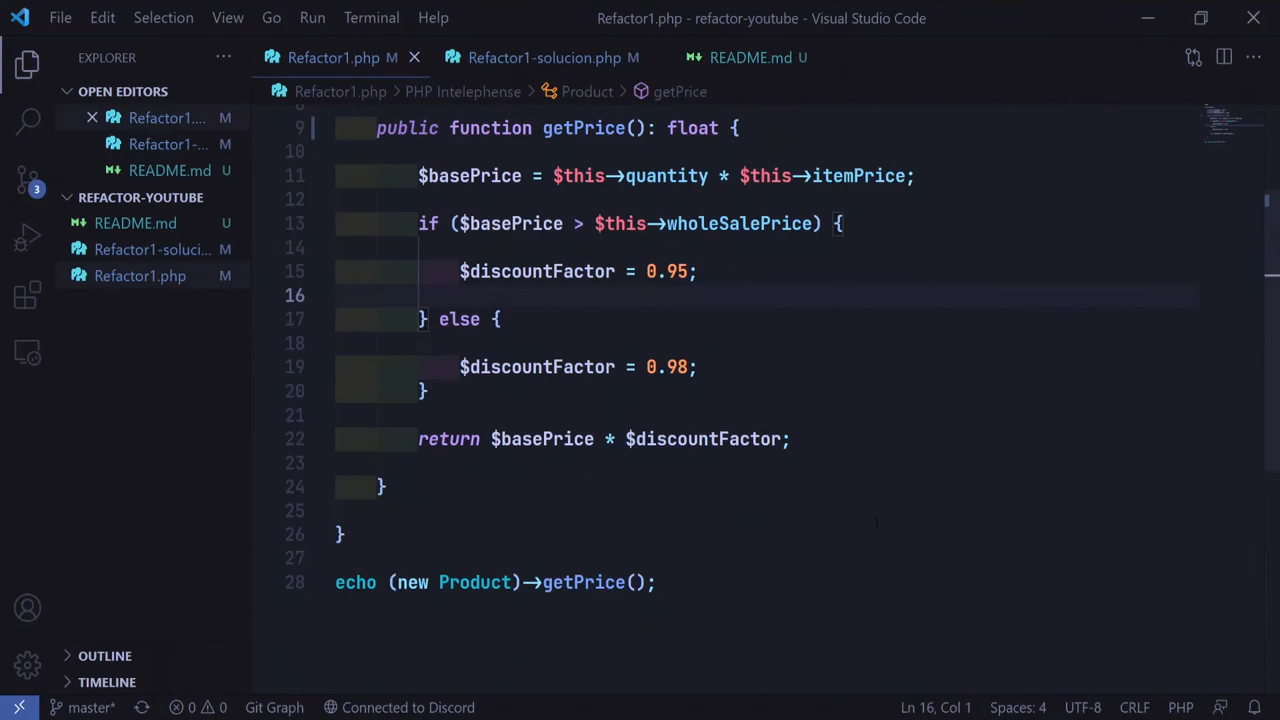 File Edit Selection View Go Run Terminal Help
Refactor1.php - refactor-youtube - Visual Studio Code
EXPLORER ···
Refactor1.php M
Refactor1-solucion.php M
README.md U
OPEN EDITORS
Refactor1.... M
Refactor1-... M
README.md U
REFACTOR-YOUTUBE
README.md U
Refactor1-soluci... M
Refactor1.php M
3
OUTLINE
TIMELINE
Refactor1.php > PHP Intelephense > Product > getPrice
9 public function getPrice(): float {
10
11 $basePrice = $this->quantity * $this->itemPrice;
12
13 if ($basePrice > $this->wholeSalePrice) {
14
15 $discountFactor = 0.95;
16
17 } else {
18
19 $discountFactor = 0.98;
20 }
21
22 return $basePrice * $discountFactor;
23
24 }
25
26 }
27
28 echo (new Product)->getPrice();
master* 0 0 Git Graph Connected to Discord
Ln 16, Col 1 Spaces: 4 UTF-8 CRLF PHP